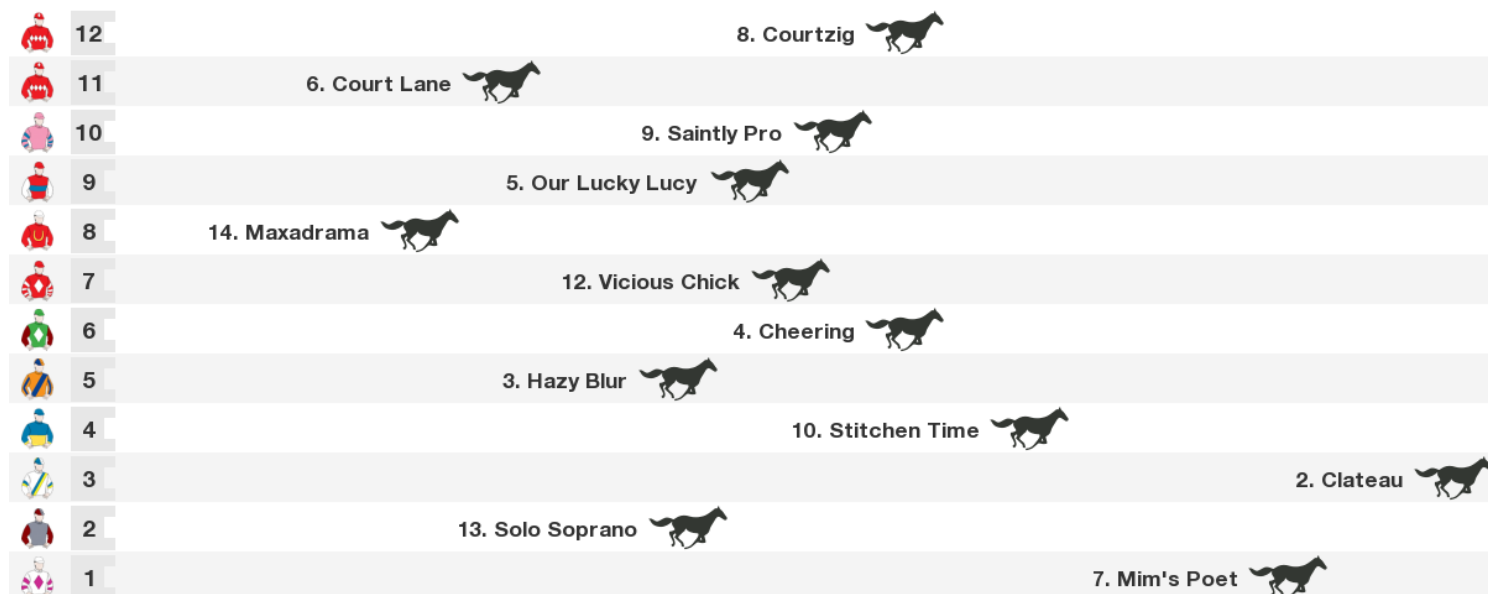 12 8. Courtzig
11 6. Court Lane
10 9. Saintly Pro
9 5. Our Lucky Lucy
8 14. Maxadrama
7 12. Vicious Chick
6 4. Cheering
5 3. Hazy Blur
4 10. Stitchen Time
3 2. Clateau
2 13. Solo Soprano
1 7. Mim's Poet